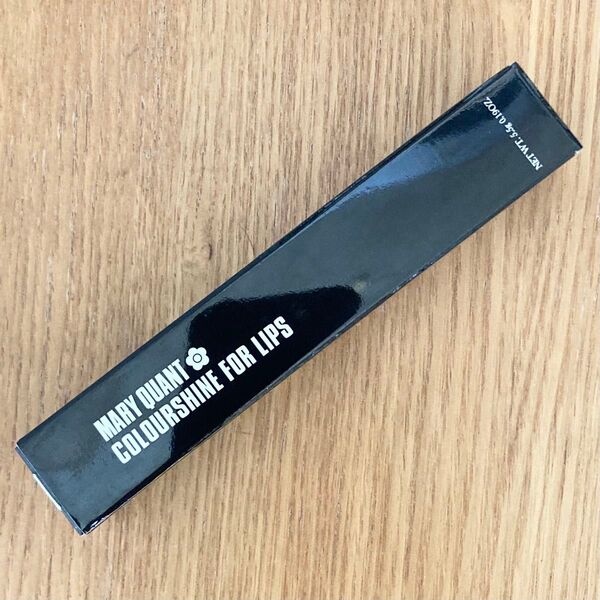 MARY QUANT
COLOURSHINE FOR LIPS
NET WT. 5.5g 0.19OZ.